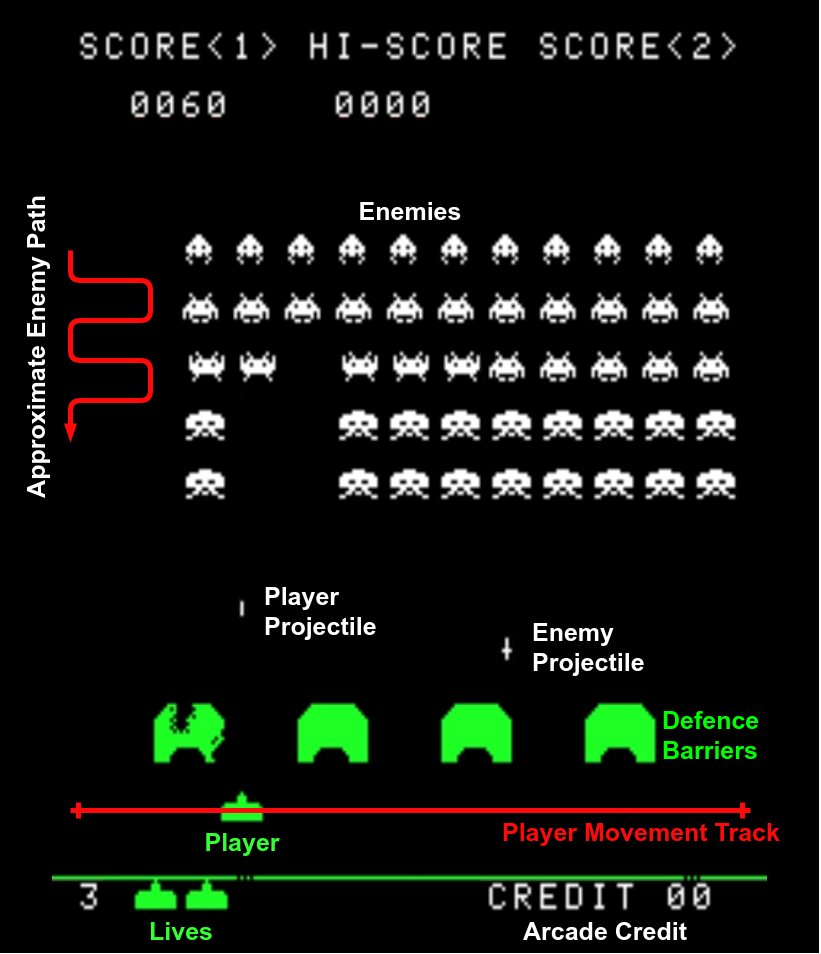 SCORE<1> HI-SCORE SCORE<2>
0060 0000
Approximate Enemy Path
Enemies
Player
Projectile
Enemy
Projectile
Defence
Barriers
Player
Player Movement Track
3 CREDIT 00
Lives
Arcade Credit